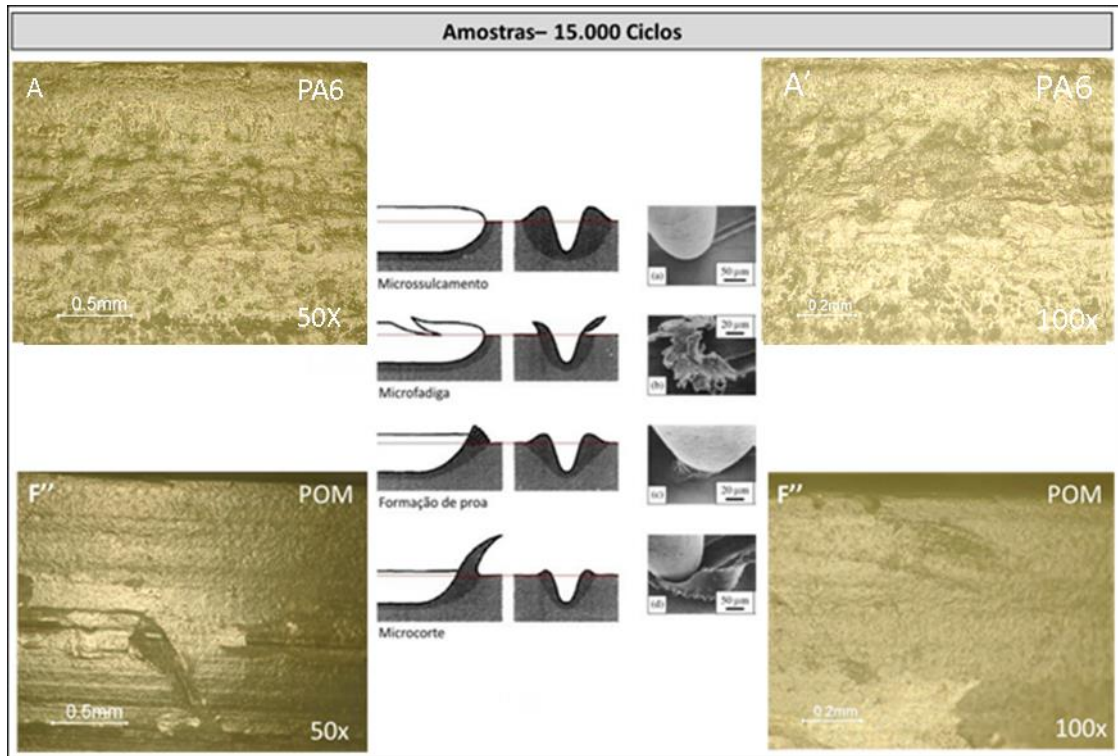 Amostras– 15.000 Ciclos
A
PA6
0.5mm
50X
A’
PA6
0.2mm
100x
Microssulcamento
(a)
50 µm
Microfadiga
(b)
20 µm
Formação de proa
(c)
20 µm
Microcorte
(d)
50 µm
F’’
POM
0.5mm
50x
F’’
POM
0.2mm
100x